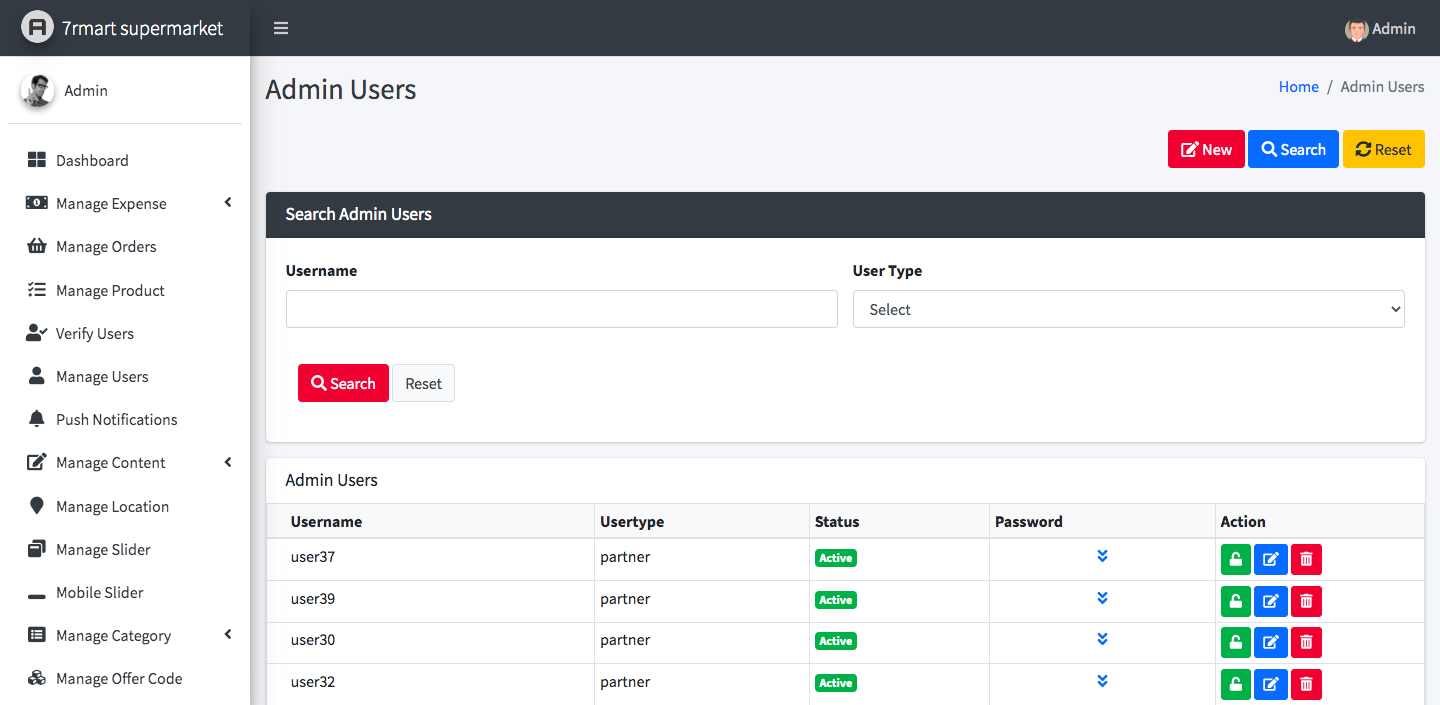 7rmart supermarket
Admin
Admin
Dashboard
Manage Expense
Manage Orders
Manage Product
Verify Users
Manage Users
Push Notifications
Manage Content
Manage Location
Manage Slider
Mobile Slider
Manage Category
Manage Offer Code
Admin Users
Home / Admin Users
New Search Reset
Search Admin Users
Username User Type
Select
Search Reset
Admin Users
Username Usertype Status Password Action
user37 partner Active
user39 partner Active
user30 partner Active
user32 partner Active